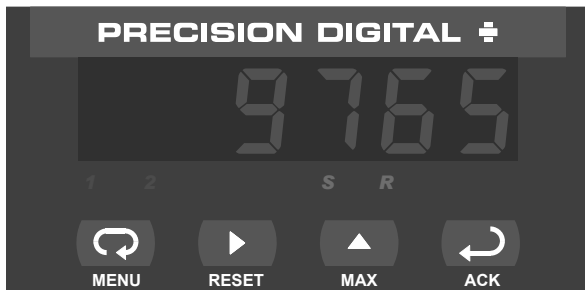 PRECISION DIGITAL
9765
1 2 S R
MENU RESET MAX ACK